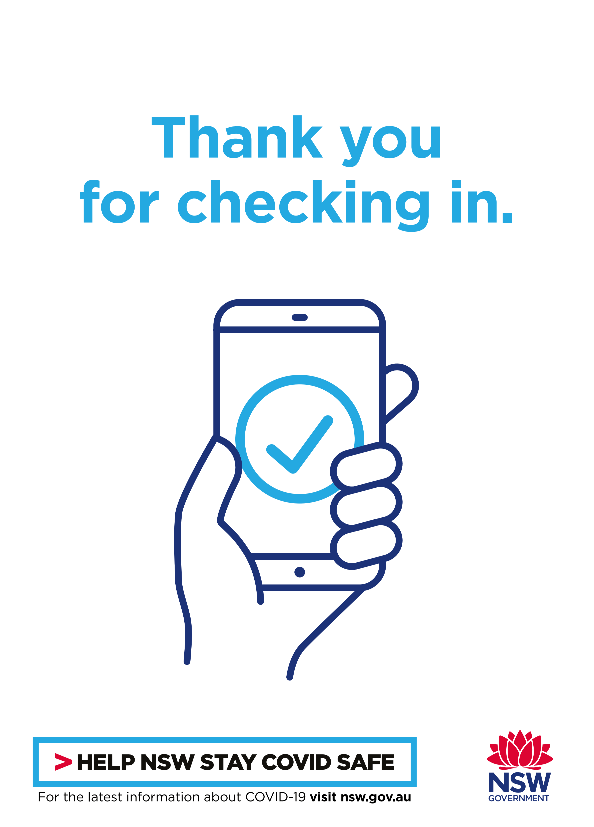 Thank you
for checking in.
> HELP NSW STAY COVID SAFE
For the latest information about COVID-19 visit nsw.gov.au
NSW
GOVERNMENT